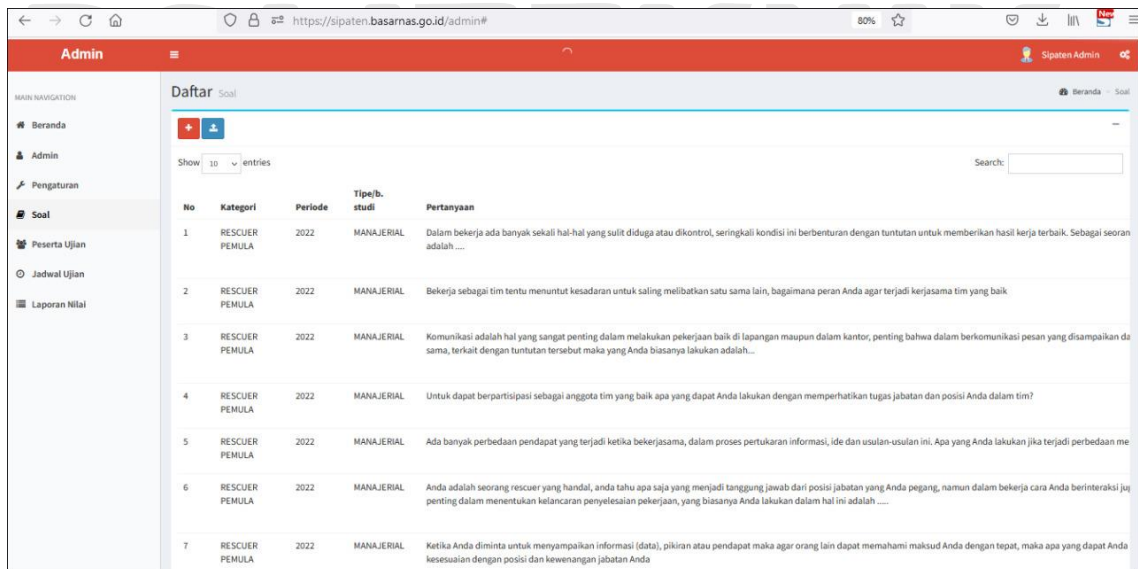 https://sipaten.basarnas.go.id/admin#
80%
New
Admin
Sipaten Admin
MAIN NAVIGATION
Beranda
Admin
Pengaturan
Soal
Peserta Ujian
Jadwal Ujian
Laporan Nilai
Daftar Soal
Beranda > Soal
Show 10 entries
Search:
No Kategori Periode Tipe/b. studi Pertanyaan
1 RESCUER PEMULA 2022 MANAJERIAL Dalam bekerja ada banyak sekali hal-hal yang sulit diduga atau dikontrol, seringkali kondisi ini berbenturan dengan tuntutan untuk memberikan hasil kerja terbaik. Sebagai seoran
adalah ....
2 RESCUER PEMULA 2022 MANAJERIAL Bekerja sebagai tim tentu menuntut kesadaran untuk saling melibatkan satu sama lain, bagaimana peran Anda agar terjadi kerjasama tim yang baik
3 RESCUER PEMULA 2022 MANAJERIAL Komunikasi adalah hal yang sangat penting dalam melakukan pekerjaan baik di lapangan maupun dalam kantor, penting bahwa dalam berkomunikasi pesan yang disampaikan da
sama, terkait dengan tuntutan tersebut maka yang Anda biasanya lakukan adalah...
4 RESCUER PEMULA 2022 MANAJERIAL Untuk dapat berpartisipasi sebagai anggota tim yang baik apa yang dapat Anda lakukan dengan memperhatikan tugas jabatan dan posisi Anda dalam tim?
5 RESCUER PEMULA 2022 MANAJERIAL Ada banyak perbedaan pendapat yang terjadi ketika bekerjasama, dalam proses pertukaran informasi, ide dan usulan-usulan ini. Apa yang Anda lakukan jika terjadi perbedaan me
6 RESCUER PEMULA 2022 MANAJERIAL Anda adalah seorang rescuer yang handal, anda tahu apa saja yang menjadi tanggung jawab dari posisi jabatan yang Anda pegang, namun dalam bekerja cara Anda berinteraksi jug
penting dalam menentukan kelancaran penyelesaian pekerjaan, yang biasanya Anda lakukan dalam hal ini adalah .....
7 RESCUER PEMULA 2022 MANAJERIAL Ketika Anda diminta untuk menyampaikan informasi (data), pikiran atau pendapat maka agar orang lain dapat memahami maksud Anda dengan tepat, maka apa yang dapat Anda
kesesuaian dengan posisi dan kewenangan jabatan Anda